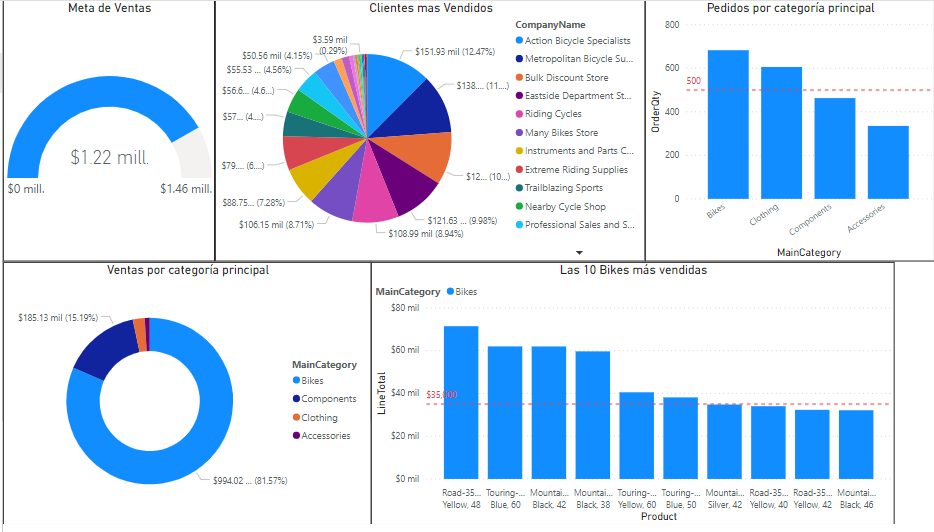 Meta de Ventas
$1.22 mill.
$0 mill.
$1.46 mill.
Clientes mas Vendidos
$3.59 mil
(0.29%)
$50.56 mil (4.15%)
$55.53 ... (4.56%)
$56.6... (4.6...)
$57... (4....)
$79.... (6....)
$88.75... (7.28%)
$106.15 mil (8.71%)
$108.99 mil (8.94%)
$121.63 ... (9.98%)
$12... (10...)
$138.... (11....)
$151.93 mil (12.47%)
CompanyName
Action Bicycle Specialists
Metropolitan Bicycle Su...
Bulk Discount Store
Eastside Department St...
Riding Cycles
Many Bikes Store
Instruments and Parts C...
Extreme Riding Supplies
Trailblazing Sports
Nearby Cycle Shop
Professional Sales and S...
Pedidos por categoría principal
800
600
500
400
200
0
OrderQty
Bikes
Clothing
Components
Accessories
MainCategory
Ventas por categoría principal
$185.13 mil (15.19%)
$994.02 ... (81.57%)
MainCategory
Bikes
Components
Clothing
Accessories
Las 10 Bikes más vendidas
MainCategory Bikes
$80 mil
$60 mil
$40 mil
$35,000
$20 mil
$0 mil
LineTotal
Road-35... Touring-... Mountai... Mountai... Touring-... Touring-... Mountai... Road-35... Road-35... Mountai...
Yellow, 48 Blue, 60 Black, 42 Black, 38 Yellow, 60 Blue, 50 Silver, 42 Yellow, 40 Yellow, 42 Black, 46
Product